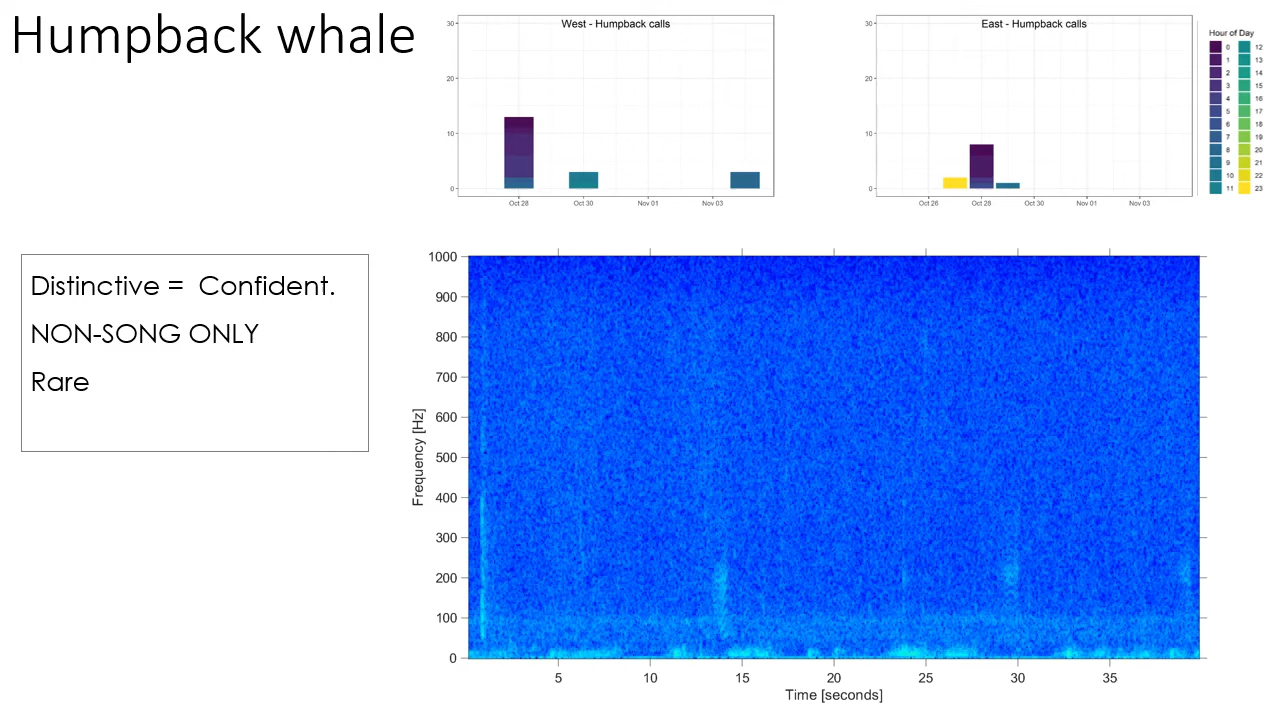 Humpback whale
West - Humpback calls
30
20
10
0
Oct 28 Oct 30 Nov 01 Nov 03
East - Humpback calls
30
20
10
0
Oct 26 Oct 28 Oct 30 Nov 01 Nov 03
Hour of Day
0 12
1 13
2 14
3 15
4 16
5 17
6 18
7 19
8 20
9 21
10 22
11 23
Distinctive = Confident.
NON-SONG ONLY
Rare
Frequency [Hz]
1000
900
800
700
600
500
400
300
200
100
0
5 10 15 20 25 30 35
Time [seconds]